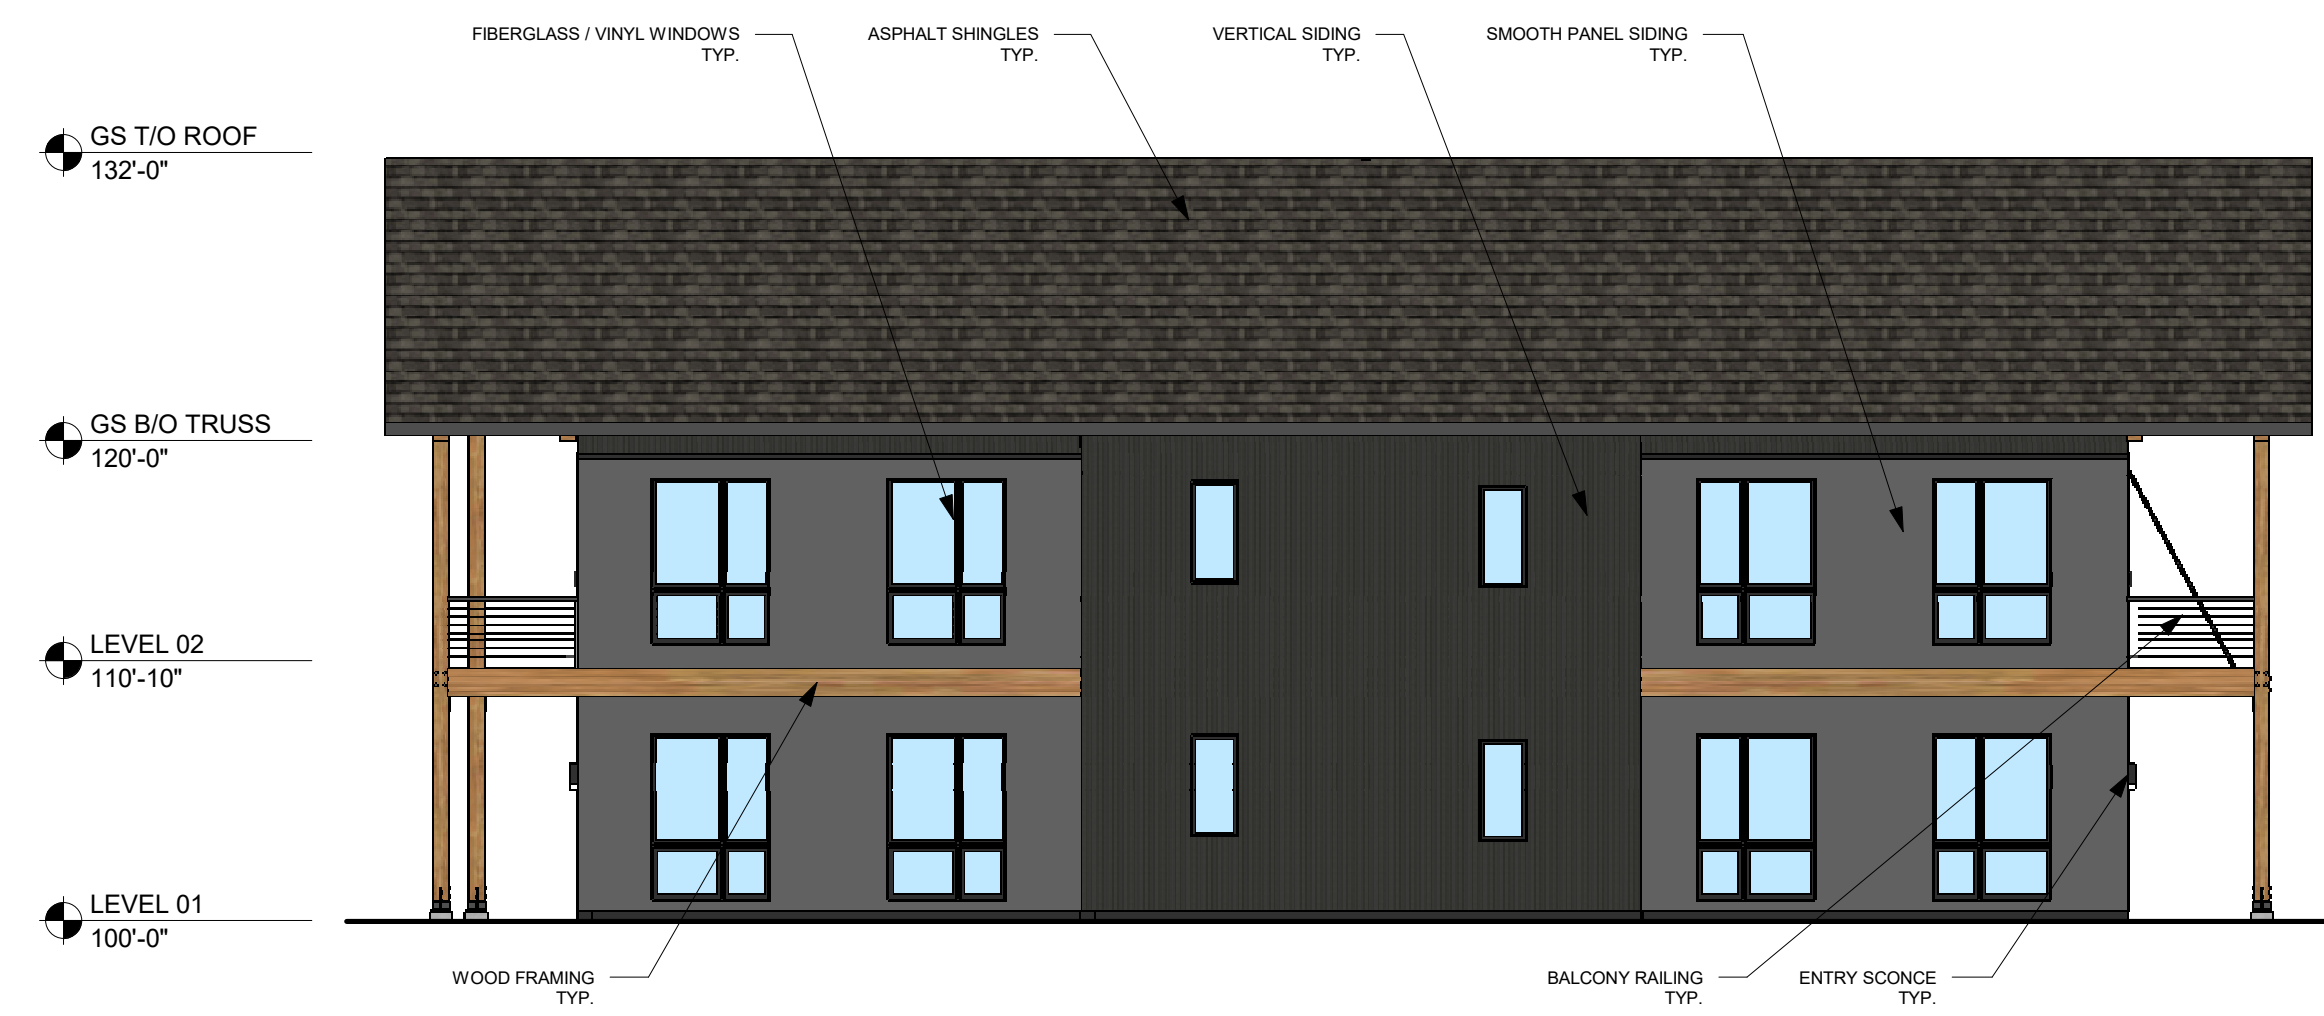 FIBERGLASS / VINYL WINDOWS
TYP.
ASPHALT SHINGLES
TYP.
VERTICAL SIDING
TYP.
SMOOTH PANEL SIDING
TYP.
GS T/O ROOF
132'-0"
GS B/O TRUSS
120'-0"
LEVEL 02
110'-10"
LEVEL 01
100'-0"
WOOD FRAMING
TYP.
BALCONY RAILING
TYP.
ENTRY SCONCE
TYP.